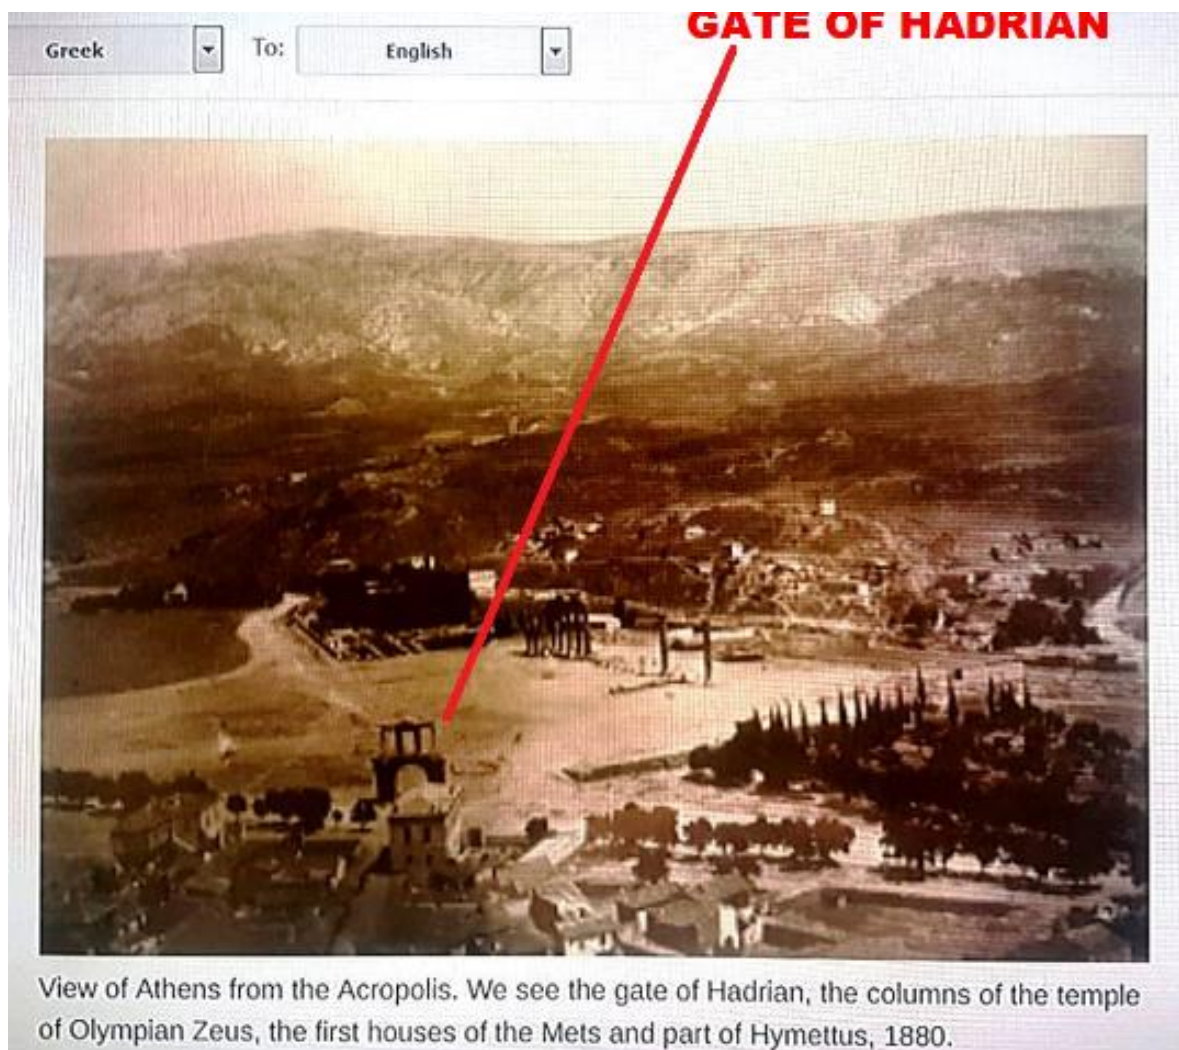 GATE OF HADRIAN
Greek To: English
View of Athens from the Acropolis. We see the gate of Hadrian, the columns of the temple
of Olympian Zeus, the first houses of the Mets and part of Hymettus, 1880.